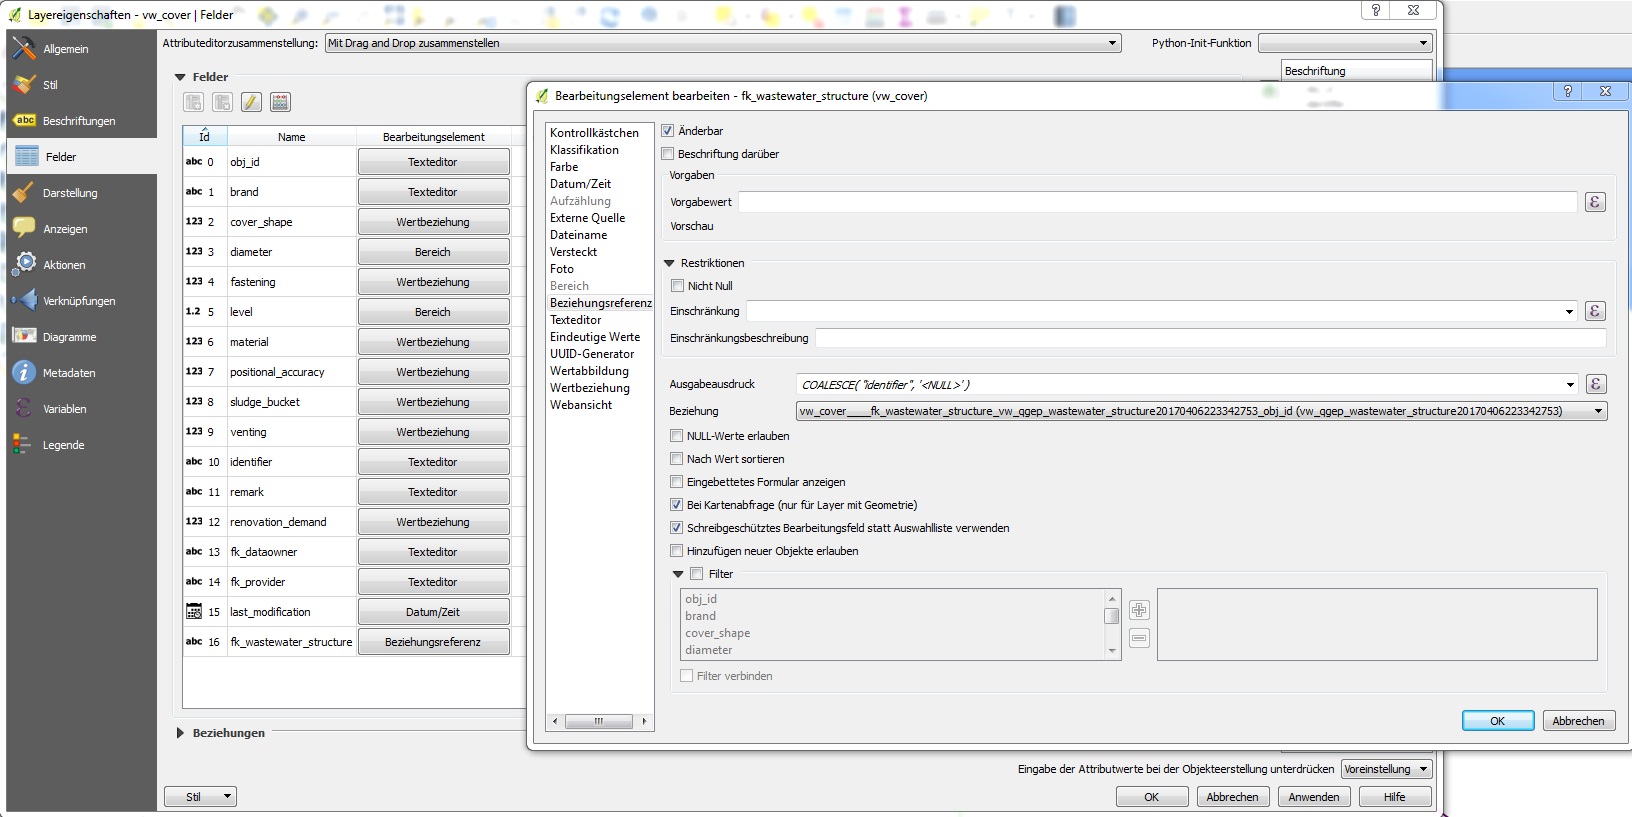 Layereigenschaften - vw_cover | Felder
Allgemein
Stil
Beschriftungen
Felder
Darstellung
Anzeigen
Aktionen
Verknüpfungen
Diagramme
Metadaten
Variablen
Legende
Attributeditorzusammenstellung: Mit Drag and Drop zusammenstellen
Python-Init-Funktion
Felder
Beschriftung
Id Name Bearbeitungselement
abc 0 obj_id Texteditor
abc 1 brand Texteditor
123 2 cover_shape Wertbeziehung
123 3 diameter Bereich
123 4 fastening Wertbeziehung
1.2 5 level Bereich
123 6 material Wertbeziehung
123 7 positional_accuracy Wertbeziehung
123 8 sludge_bucket Wertbeziehung
123 9 venting Wertbeziehung
abc 10 identifier Texteditor
abc 11 remark Texteditor
123 12 renovation_demand Wertbeziehung
abc 13 fk_dataowner Texteditor
abc 14 fk_provider Texteditor
15 last_modification Datum/Zeit
abc 16 fk_wastewater_structure Beziehungsreferenz
Beziehungen
Bearbeitungselement bearbeiten - fk_wastewater_structure (vw_cover)
Kontrollkästchen
Klassifikation
Farbe
Datum/Zeit
Aufzählung
Externe Quelle
Dateiname
Versteckt
Foto
Bereich
Beziehungsreferenz
Texteditor
Eindeutige Werte
UUID-Generator
Wertabbildung
Wertbeziehung
Webansicht
Änderbar
Beschriftung darüber
Vorgaben
Vorgabewert
Vorschau
Restriktionen
Nicht Null
Einschränkung
Einschränkungsbeschreibung
Ausgabeausdruck COALESCE( "identifier", '<NULL>' )
Beziehung vw_cover____fk_wastewater_structure_vw_qgep_wastewater_structure20170406223342753_obj_id (vw_qgep_wastewater_structure20170406223342753)
NULL-Werte erlauben
Nach Wert sortieren
Eingebettetes Formular anzeigen
Bei Kartenabfrage (nur für Layer mit Geometrie)
Schreibgeschütztes Bearbeitungsfeld statt Auswahlliste verwenden
Hinzufügen neuer Objekte erlauben
Filter
obj_id
brand
cover_shape
diameter
Filter verbinden
OK Abbrechen
Eingabe der Attributwerte bei der Objekteerstellung unterdrücken Voreinstellung
Stil OK Abbrechen Anwenden Hilfe